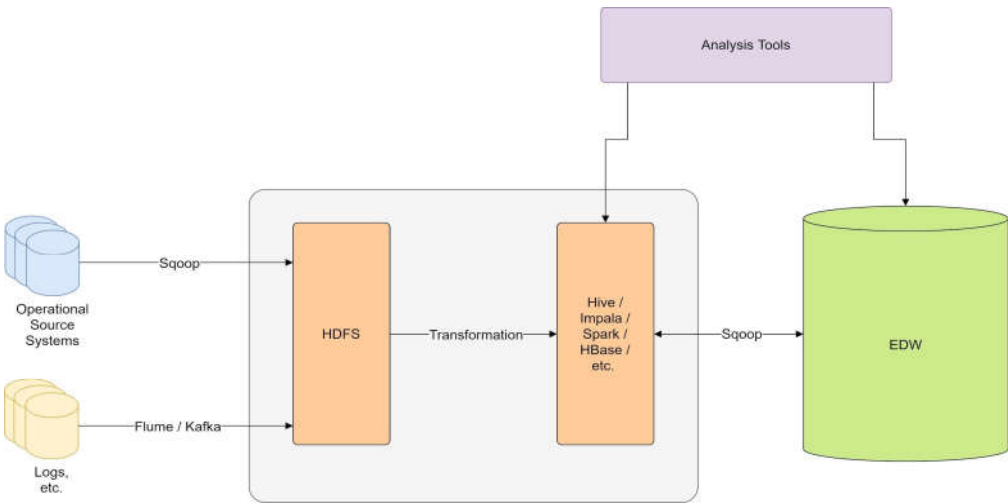 Analysis Tools
Sqoop
Operational
Source
Systems
HDFS
Transformation
Hive /
Impala /
Spark /
HBase /
etc.
Sqoop
EDW
Flume / Kafka
Logs,
etc.